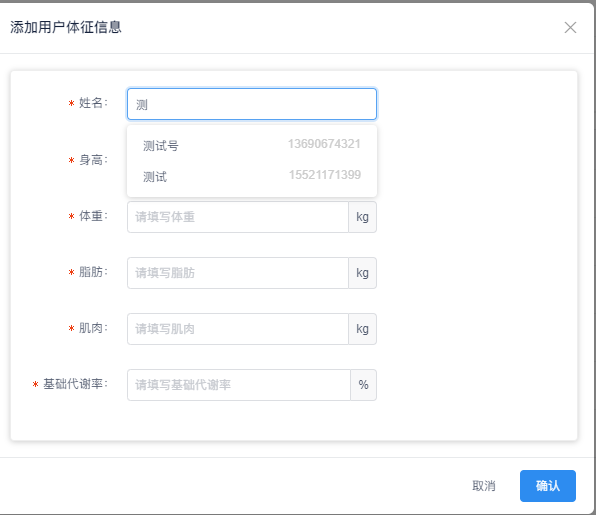 添加用户体征信息
* 姓名： 测
测试号 13690674321
* 身高：
测试 15521171399
* 体重： 请填写体重 kg
* 脂肪： 请填写脂肪 kg
* 肌肉： 请填写肌肉 kg
* 基础代谢率： 请填写基础代谢率 %
取消 确认